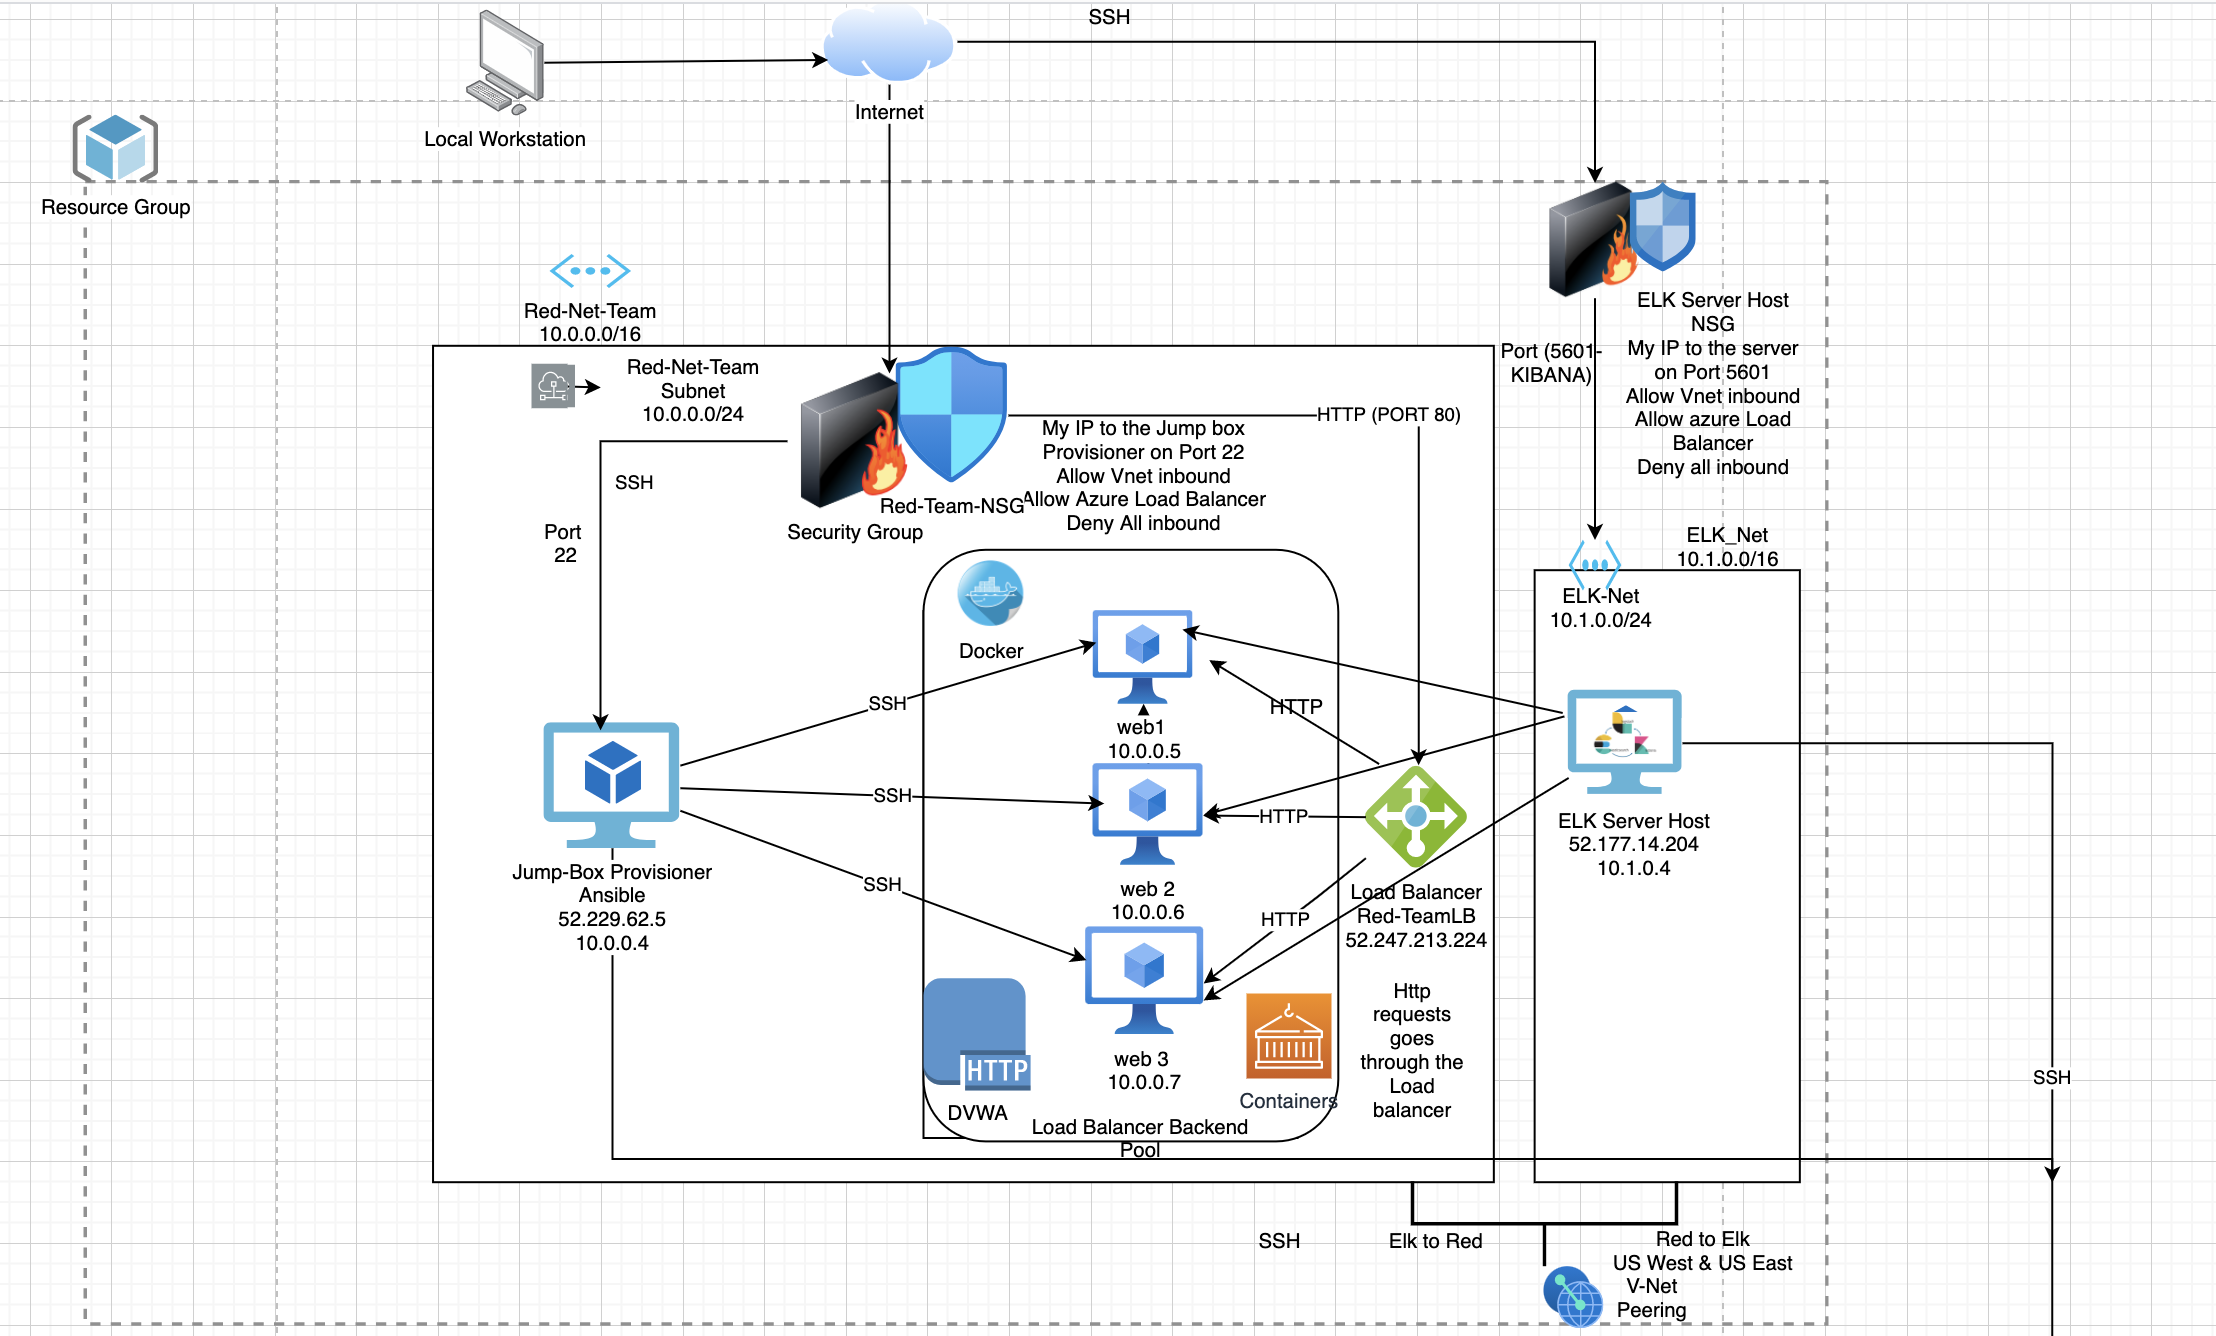 SSH
Internet
Local Workstation
Resource Group
Red-Net-Team
10.0.0.0/16
Red-Net-Team
Subnet
10.0.0.0/24
SSH
Port
22
Red-Team-NSG
Security Group
My IP to the Jump box
Provisioner on Port 22
Allow Vnet inbound
Allow Azure Load Balancer
Deny All inbound
HTTP (PORT 80)
Port (5601-
KIBANA)
ELK Server Host
NSG
My IP to the server
on Port 5601
Allow Vnet inbound
Allow azure Load
Balancer
Deny all inbound
ELK_Net
10.1.0.0/16
ELK-Net
10.1.0.0/24
Docker
SSH
SSH
SSH
web1
10.0.0.5
web 2
10.0.0.6
web 3
10.0.0.7
HTTP
HTTP
HTTP
Jump-Box Provisioner
Ansible
52.229.62.5
10.0.0.4
Load Balancer
Red-TeamLB
52.247.213.224
Http
requests
goes
through the
Load
balancer
ELK Server Host
52.177.14.204
10.1.0.4
HTTP
DVWA
Containers
Load Balancer Backend
Pool
SSH
SSH
Elk to Red
Red to Elk
US West & US East
V-Net
Peering